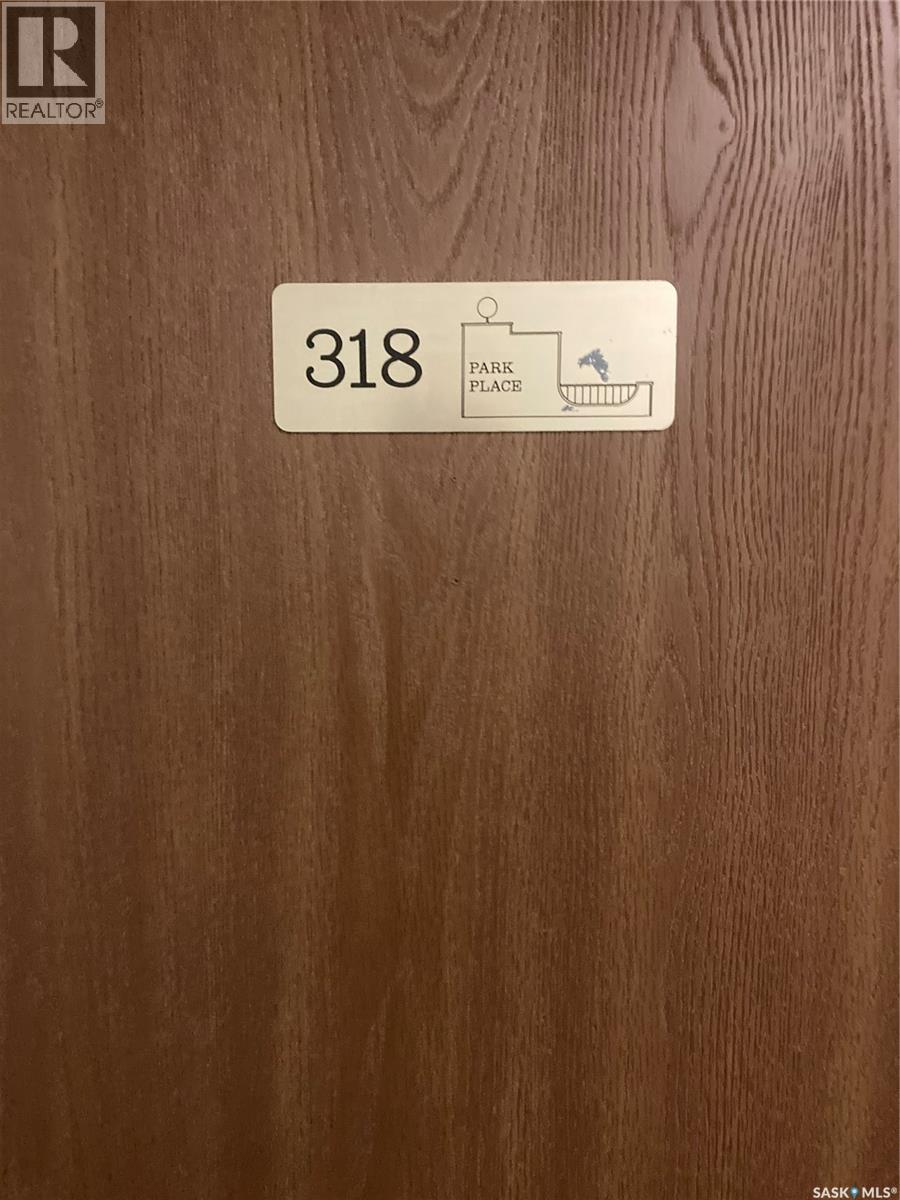 R
REALTOR®
318
PARK
PLACE
SASK MLS®